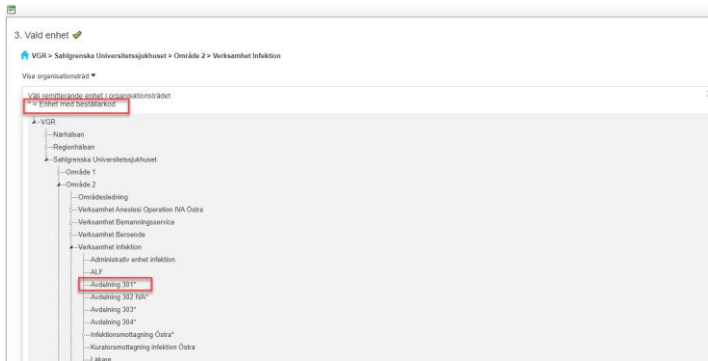 3. Vald enhet
VGR > Sahlgrenska Universitetssjukhuset > Område 2 > Verksamhet Infektion
Visa organisationsträd ▼
Välj remitterande enhet i organisationsträdet
* = Enhet med beställarkod
VGR
Närhälsan
Regionhälsan
Sahlgrenska Universitetssjukhuset
Område 1
Område 2
Områdesledning
Verksamhet Anestesi Operation IVA Östra
Verksamhet Bemanningsservice
Verksamhet Beroende
Verksamhet Infektion
Administrativ enhet infektion
ALF
Avdelning 301*
Avdelning 302 IVA*
Avdelning 303*
Avdelning 304*
Infektionsmottagning Östra*
Kuratorsmottagning infektion Östra
Läkare